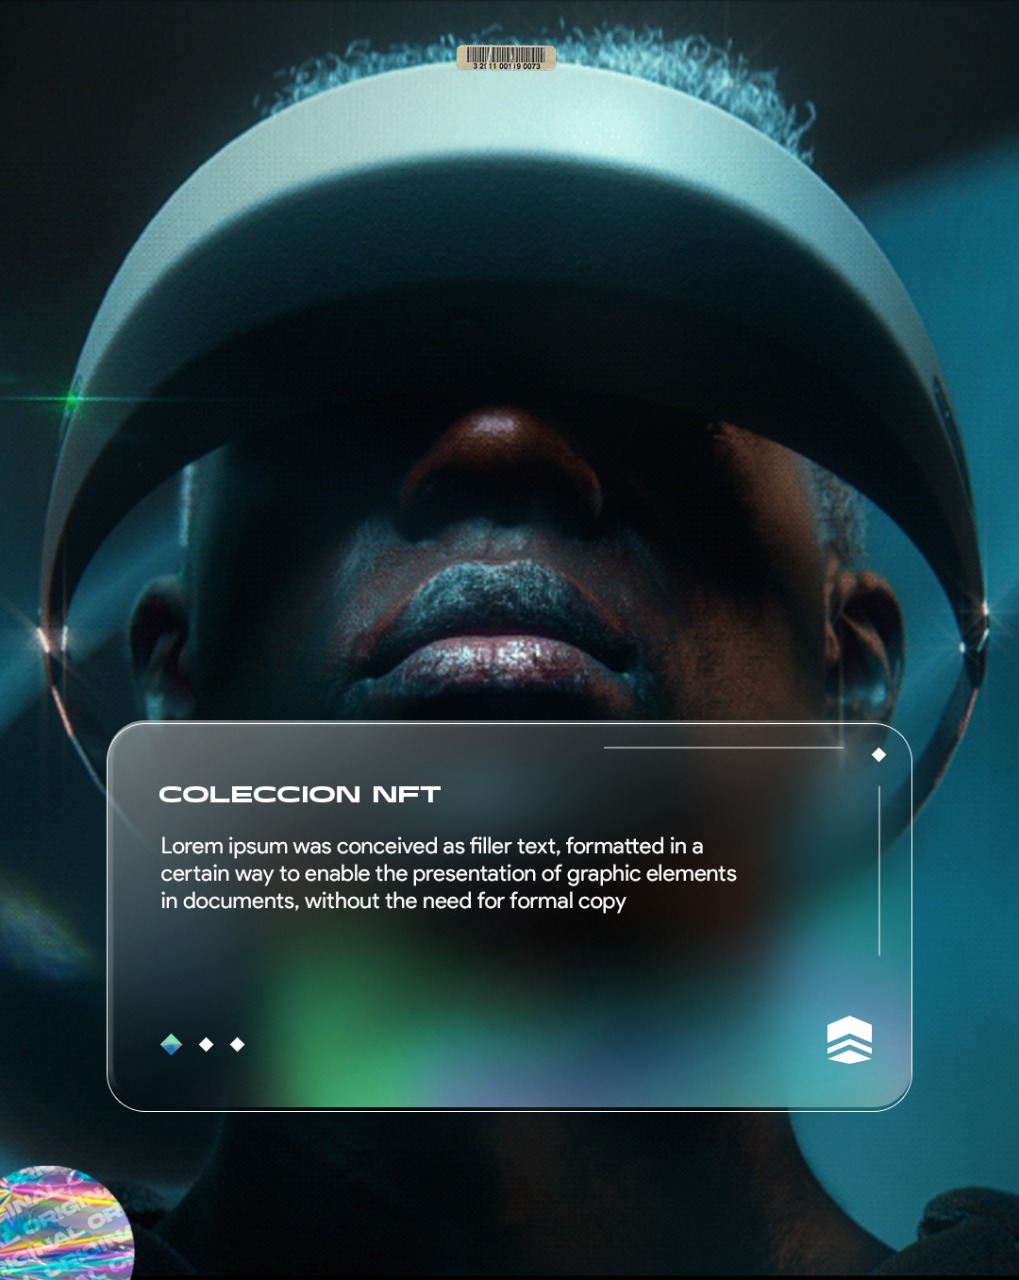 COLECCION NFT
Lorem ipsum was conceived as filler text, formatted in a
certain way to enable the presentation of graphic elements
in documents, without the need for formal copy
ORIGINAL